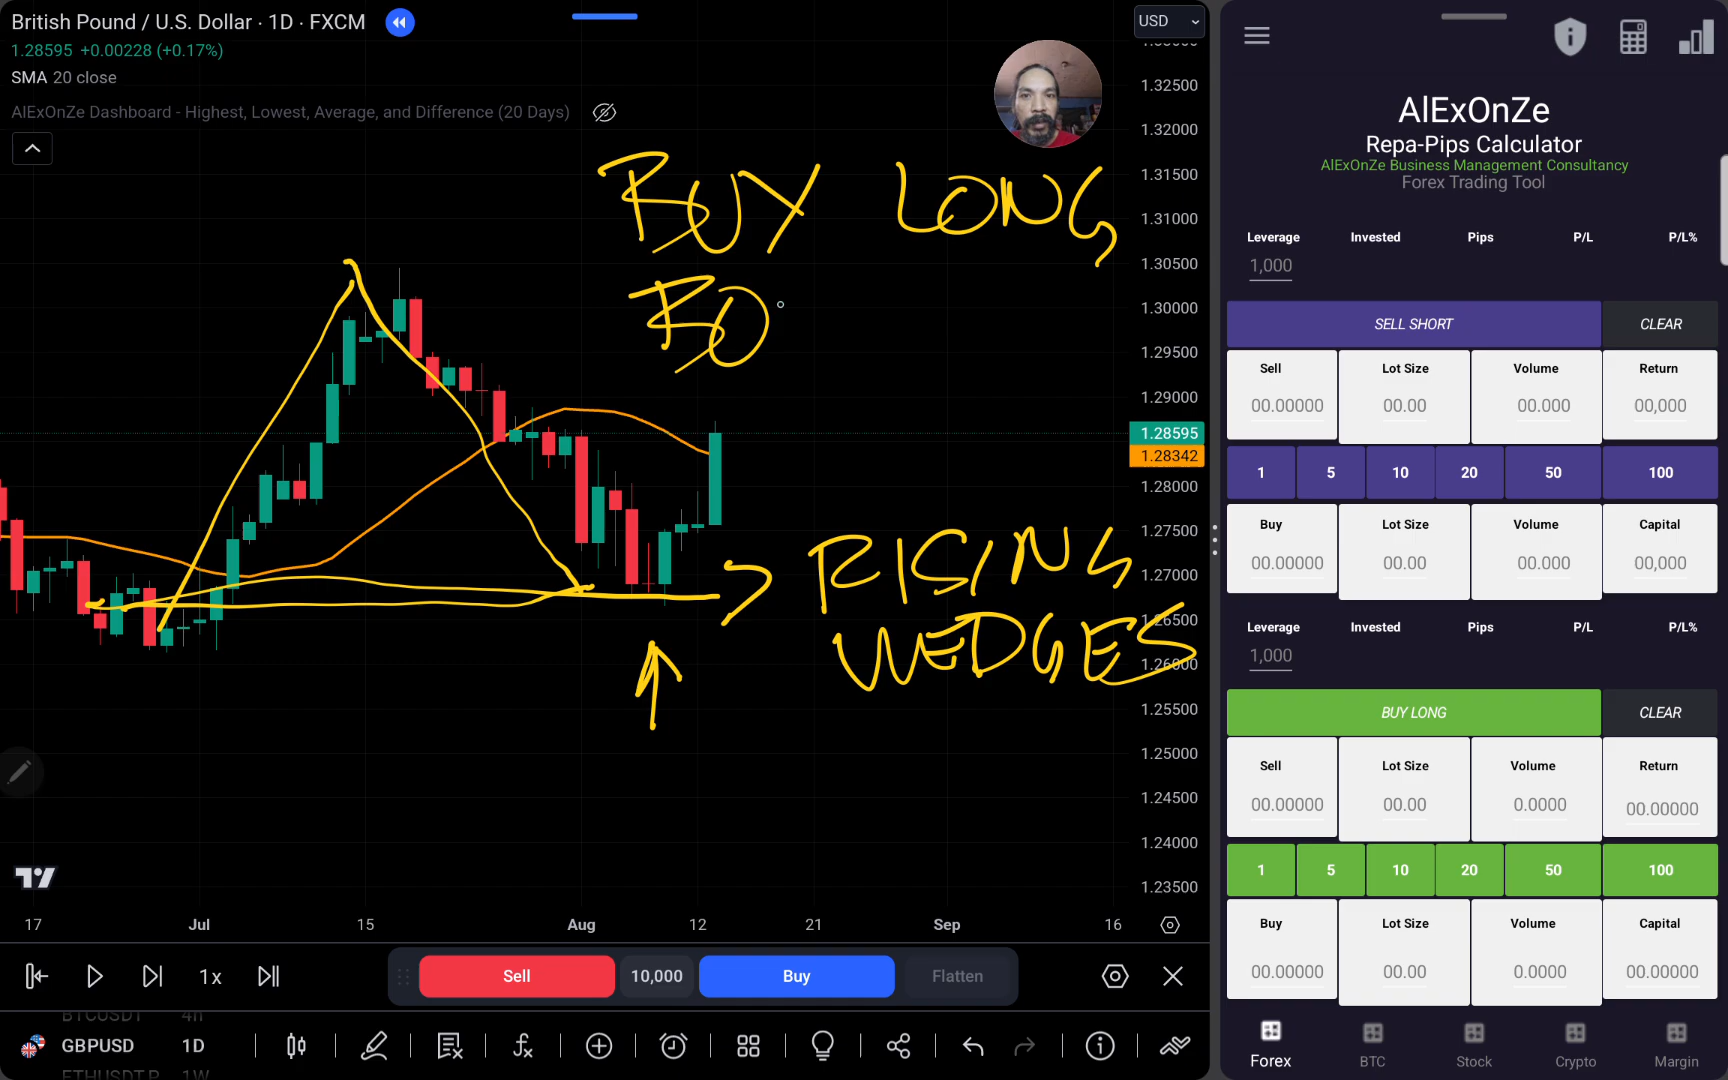 British Pound / U.S. Dollar · 1D · FXCM
1.28595 +0.00228 (+0.17%)
SMA 20 close
AlExOnZe Dashboard - Highest, Lowest, Average, and Difference (20 Days)
BUY LONG
BO
RISING
WEDGES
USD
1.32500
1.32000
1.31500
1.31000
1.30500
1.30000
1.29500
1.29000
1.28595
1.28342
1.28000
1.27500
1.27000
1.26500
1.26000
1.25500
1.25000
1.24500
1.24000
1.23500
17 Jul 15 Aug 12 21 Sep 16
1x
Sell 10,000 Buy Flatten
BTCUSDT 4h
GBPUSD 1D
ETHUSDT.P 1W
AlExOnZe
Repa-Pips Calculator
AlExOnZe Business Management Consultancy
Forex Trading Tool
Leverage Invested Pips P/L P/L%
1,000
SELL SHORT CLEAR
Sell Lot Size Volume Return
00.00000 00.00 00.000 00,000
1 5 10 20 50 100
Buy Lot Size Volume Capital
00.00000 00.00 00.000 00,000
Leverage Invested Pips P/L P/L%
1,000
BUY LONG CLEAR
Sell Lot Size Volume Return
00.00000 00.00 0.0000 00.00000
1 5 10 20 50 100
Buy Lot Size Volume Capital
00.00000 00.00 0.0000 00.00000
Forex BTC Stock Crypto Margin